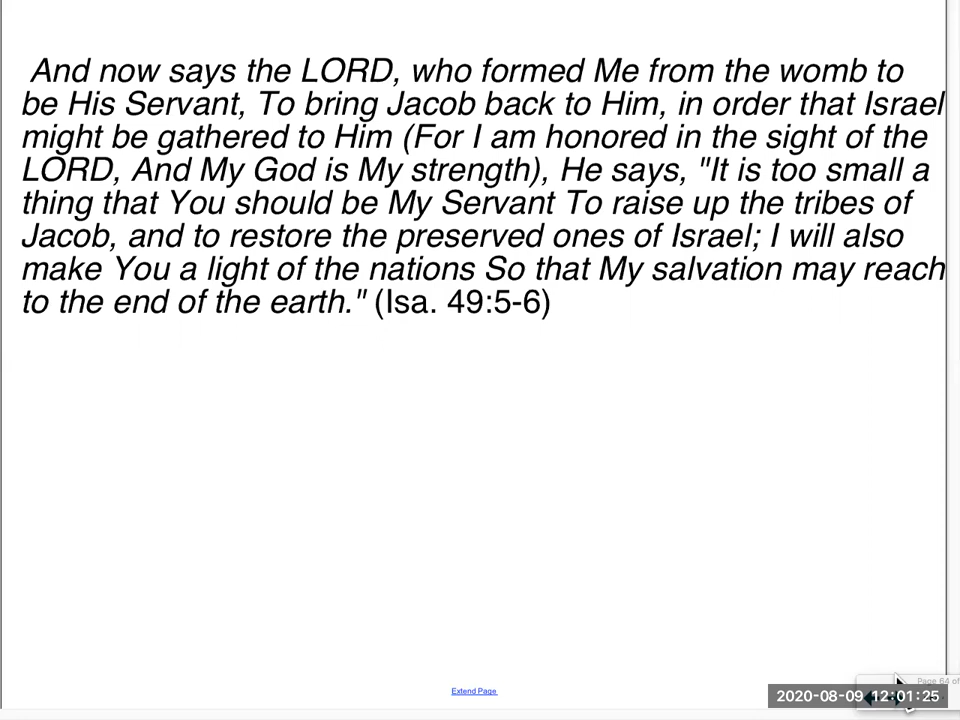 And now says the LORD, who formed Me from the womb to
be His Servant, To bring Jacob back to Him, in order that Israel
might be gathered to Him (For I am honored in the sight of the
LORD, And My God is My strength), He says, "It is too small a
thing that You should be My Servant To raise up the tribes of
Jacob, and to restore the preserved ones of Israel; I will also
make You a light of the nations So that My salvation may reach
to the end of the earth." (Isa. 49:5-6)
Extend Page
Page 64 of
2020-08-09 12:01:25